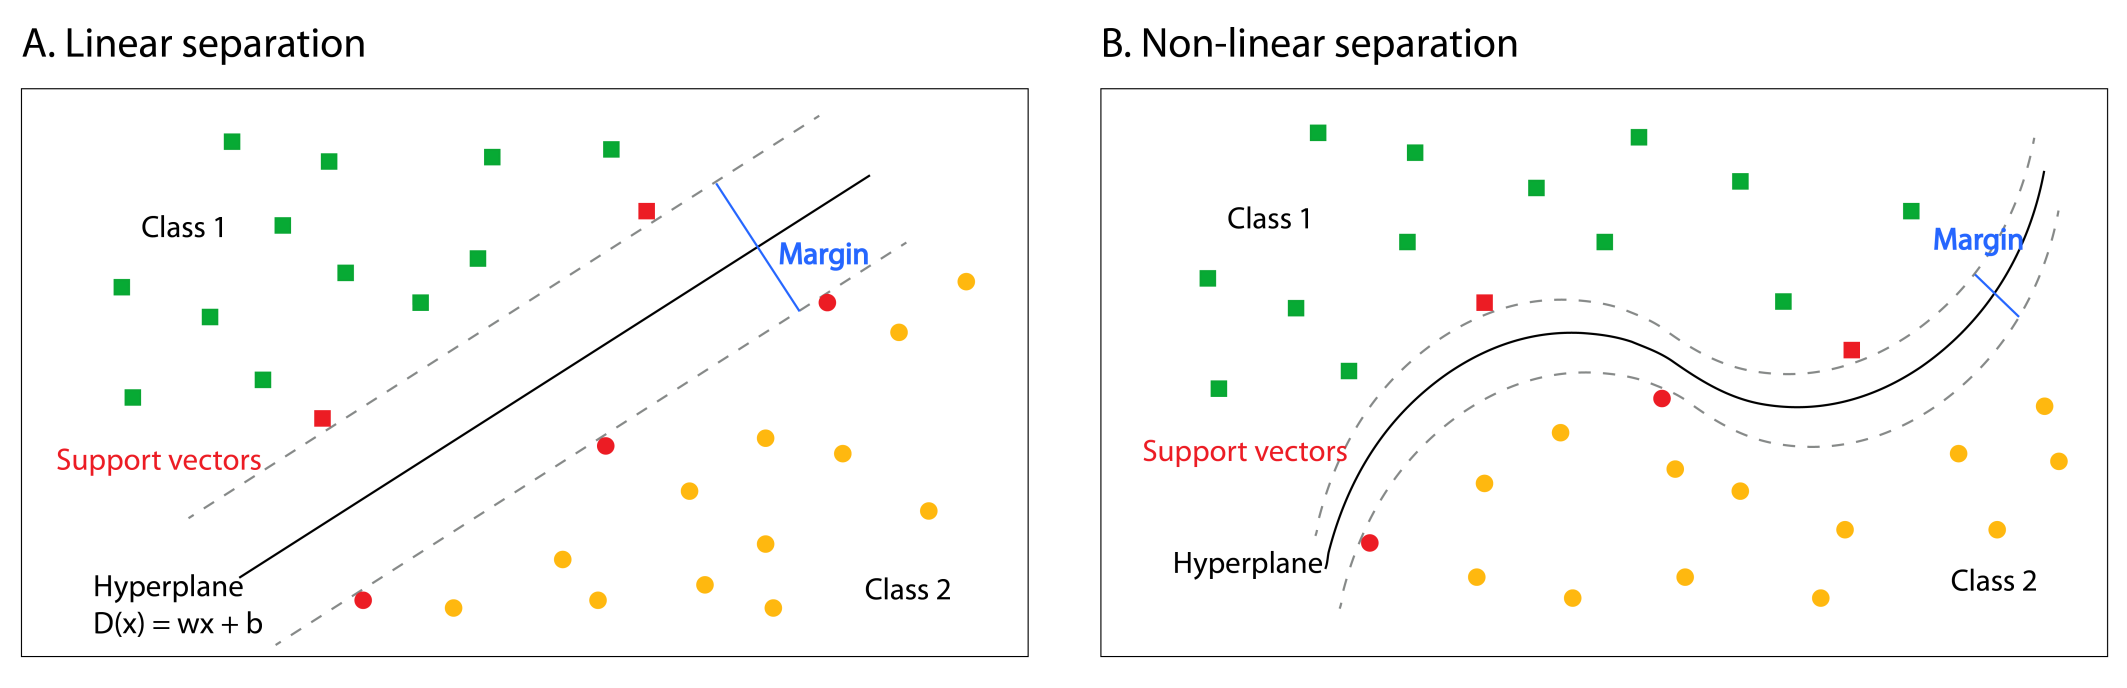 A. Linear separation
Class 1
Margin
Support vectors
Hyperplane
D(x) = wx + b
Class 2
B. Non-linear separation
Class 1
Margin
Support vectors
Hyperplane
Class 2